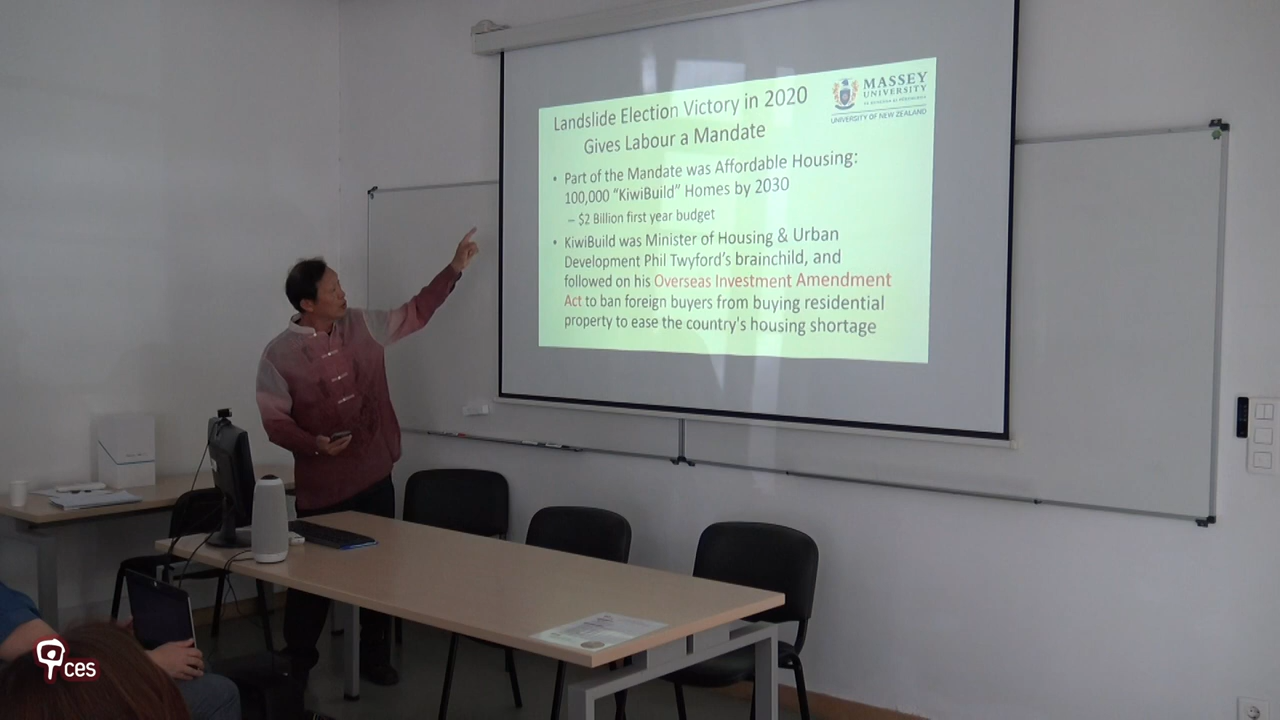 Landslide Election Victory in 2020
Gives Labour a Mandate
MASSEY
UNIVERSITY
UNIVERSITY OF NEW ZEALAND
• Part of the Mandate was Affordable Housing:
100,000 “KiwiBuild” Homes by 2030
– $2 Billion first year budget
• KiwiBuild was Minister of Housing & Urban
Development Phil Twyford’s brainchild, and
followed on his Overseas Investment Amendment
Act to ban foreign buyers from buying residential
property to ease the country's housing shortage
ces